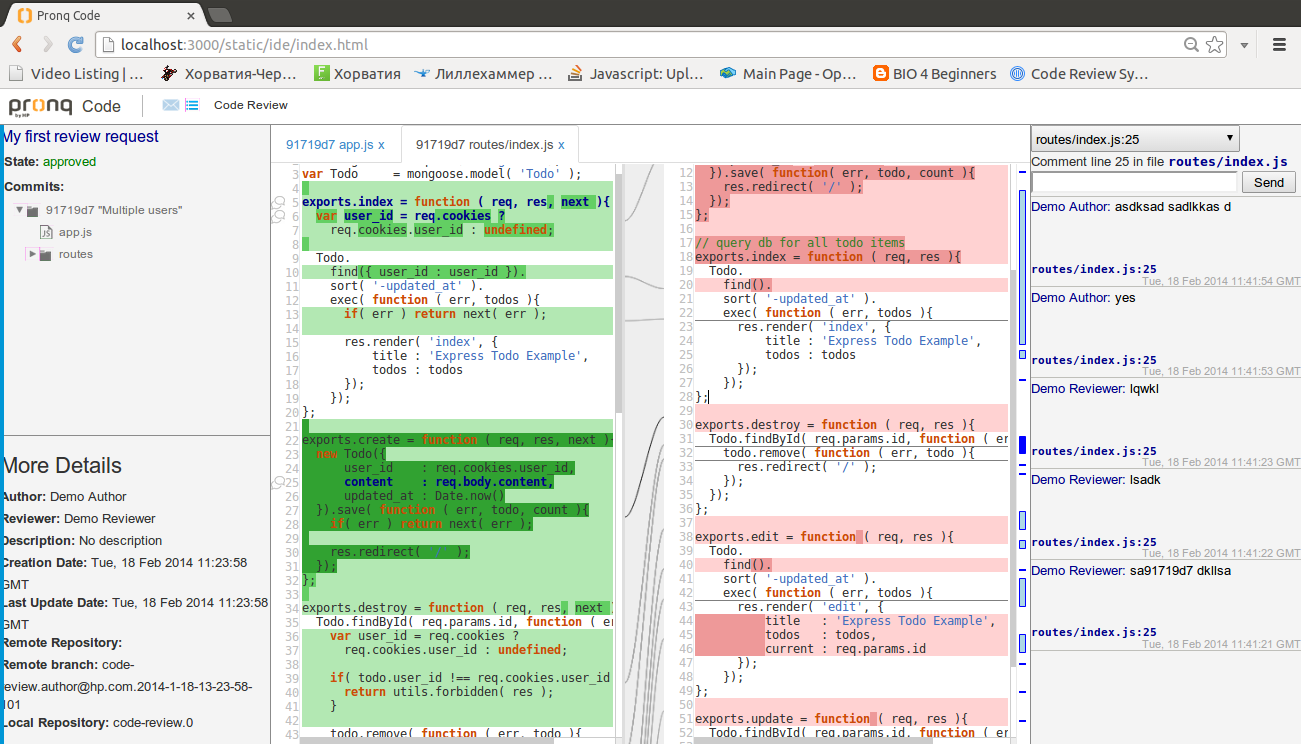 Pronq Code
localhost:3000/static/ide/index.html
Video Listing | ...
Хорватия-Чер...
Хорватия
Лиллехаммер ...
Javascript: Upl...
Main Page - Op...
BIO 4 Beginners
Code Review Sy...
pronq Code
by HP
Code Review
My first review request
State: approved
Commits:
91719d7 "Multiple users"
app.js
routes
More Details
Author: Demo Author
Reviewer: Demo Reviewer
Description: No description
Creation Date: Tue, 18 Feb 2014 11:23:58
GMT
Last Update Date: Tue, 18 Feb 2014 11:23:58
GMT
Remote Repository:
Remote branch: code-
review.author@hp.com.2014-1-18-13-23-58-
101
Local Repository: code-review.0
91719d7 app.js x
91719d7 routes/index.js x
3 var Todo     = mongoose.model( 'Todo' );
4
5 exports.index = function ( req, res, next ){
6   var user_id = req.cookies ?
7     req.cookies.user_id : undefined;
8
9   Todo.
10     find({ user_id : user_id }).
11     sort( '-updated_at' ).
12     exec( function ( err, todos ){
13       if( err ) return next( err );
14
15       res.render( 'index', {
16           title : 'Express Todo Example',
17           todos : todos
18       });
19     });
20 };
21
22 exports.create = function ( req, res, next ){
23   new Todo({
24       user_id    : req.cookies.user_id,
25       content    : req.body.content,
26       updated_at : Date.now()
27   }).save( function ( err, todo, count ){
28     if( err ) return next( err );
29
30     res.redirect( '/' );
31   });
32 };
33
34 exports.destroy = function ( req, res, next )
35   Todo.findById( req.params.id, function ( er
36     var user_id = req.cookies ?
37       req.cookies.user_id : undefined;
38
39     if( todo.user_id !== req.cookies.user_id
40       return utils.forbidden( res );
41     }
42
43     todo.remove( function ( err, todo ){
12   }).save( function( err, todo, count ){
13     res.redirect( '/' );
14   });
15 };
16
17 // query db for all todo items
18 exports.index = function ( req, res ){
19   Todo.
20     find().
21     sort( '-updated_at' ).
22     exec( function ( err, todos ){
23       res.render( 'index', {
24           title : 'Express Todo Example',
25           todos : todos
26       });
27     });
28 };
29
30 exports.destroy = function ( req, res ){
31   Todo.findById( req.params.id, function ( er
32     todo.remove( function ( err, todo ){
33       res.redirect( '/' );
34     });
35   });
36 };
37
38 exports.edit = function ( req, res ){
39   Todo.
40     find().
41     sort( '-updated_at' ).
42     exec( function ( err, todos ){
43       res.render( 'edit', {
44           title   : 'Express Todo Example',
45           todos   : todos,
46           current : req.params.id
47       });
48     });
49 };
50
51 exports.update = function ( req, res ){
52   Todo.findById( req.params.id, function ( er
routes/index.js:25
Comment line 25 in file routes/index.js
Send
Demo Author: asdksad sadlkkas d
routes/index.js:25
Tue, 18 Feb 2014 11:41:54 GMT
Demo Author: yes
routes/index.js:25
Tue, 18 Feb 2014 11:41:53 GMT
Demo Reviewer: lqwkl
routes/index.js:25
Tue, 18 Feb 2014 11:41:23 GMT
Demo Reviewer: lsadk
routes/index.js:25
Tue, 18 Feb 2014 11:41:22 GMT
Demo Reviewer: sa91719d7 dkllsa
routes/index.js:25
Tue, 18 Feb 2014 11:41:21 GMT